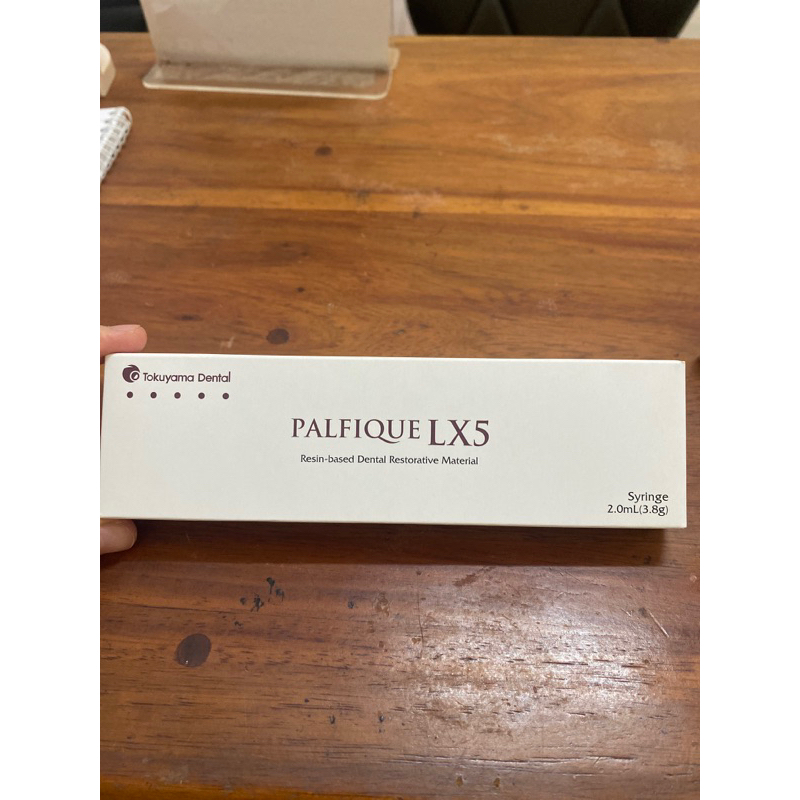 Tokuyama Dental
PALFIQUE LX5
Resin-based Dental Restorative Material
Syringe
2.0mL(3.8g)